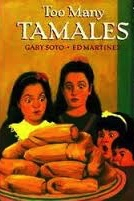 Too Many
TAMALES
GARY SOTO • ED MARTINEZ